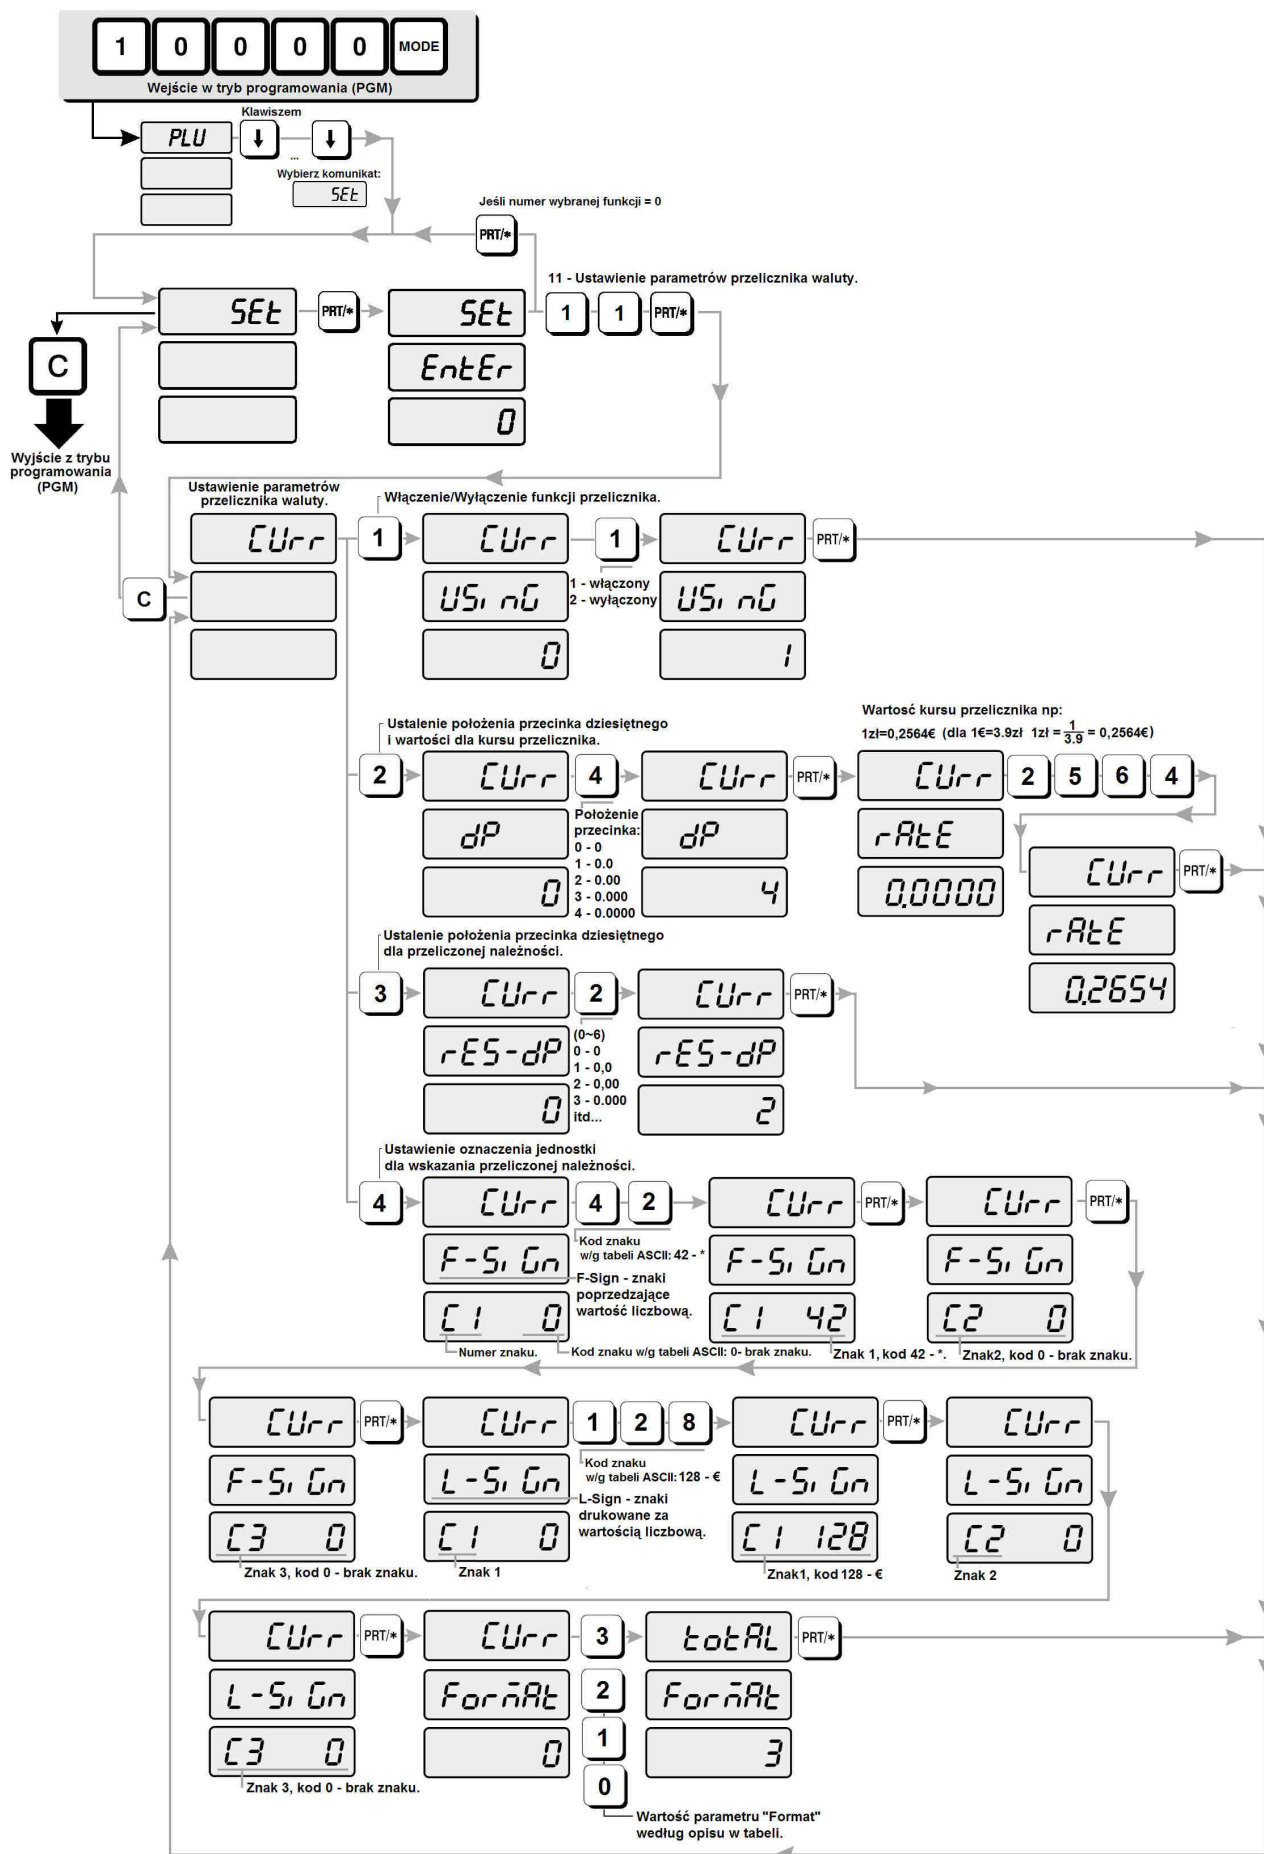 1 0 0 0 0 MODE
Wejście w tryb programowania (PGM)
Klawiszem
PLU ↓ ... ↓
Wybierz komunikat:
SEt
Jeśli numer wybranej funkcji = 0
PRT/*
11 - Ustawienie parametrów przelicznika waluty.
SEt PRT/* SEt 1 1 PRT/*
C
EntEr
0
Wyjście z trybu
programowania
(PGM)
Ustawienie parametrów
przelicznika waluty.
Włączenie/Wyłączenie funkcji przelicznika.
CUrr 1 CUrr 1 CUrr PRT/*
1 - włączony
2 - wyłączony
C
USinG USinG
0 1
Ustalenie położenia przecinka dziesiętnego
i wartości dla kursu przelicznika.
Wartosć kursu przelicznika np:
1zł=0,2564€ (dla 1€=3.9zł 1zł = 1/3.9 = 0,2564€)
2 CUrr 4 CUrr PRT/* CUrr 2 5 6 4
Położenie
przecinka:
0 - 0
1 - 0.0
2 - 0.00
3 - 0.000
4 - 0.0000
dP dP rAtE
0 4 0.0000
CUrr PRT/*
rAtE
0.2654
Ustalenie położenia przecinka dziesiętnego
dla przeliczonej należności.
3 CUrr 2 CUrr PRT/*
(0~6)
0 - 0
1 - 0,0
2 - 0,00
3 - 0.000
itd...
rES-dP rES-dP
0 2
Ustawienie oznaczenia jednostki
dla wskazania przeliczonej należności.
4 CUrr 4 2 CUrr PRT/* CUrr PRT/*
Kod znaku
w/g tabeli ASCII: 42 - *
F-SiGn F-SiGn F-SiGn
F-Sign - znaki
poprzedzające
wartość liczbową.
C1 0 C1 42 C2 0
Numer znaku.
Kod znaku w/g tabeli ASCII: 0- brak znaku.
Znak 1, kod 42 - *.
Znak2, kod 0 - brak znaku.
CUrr PRT/* CUrr 1 2 8 CUrr PRT/* CUrr
Kod znaku
w/g tabeli ASCII: 128 - €
F-SiGn L-SiGn L-SiGn L-SiGn
L-Sign - znaki
drukowane za
wartością liczbową.
C3 0 C1 0 C1 128 C2 0
Znak 3, kod 0 - brak znaku.
Znak 1
Znak1, kod 128 - €
Znak 2
CUrr PRT/* CUrr 3 totAL PRT/*
L-SiGn FormAt 2 FormAt
C3 0 0 1 3
0
Znak 3, kod 0 - brak znaku.
Wartość parametru "Format"
według opisu w tabeli.